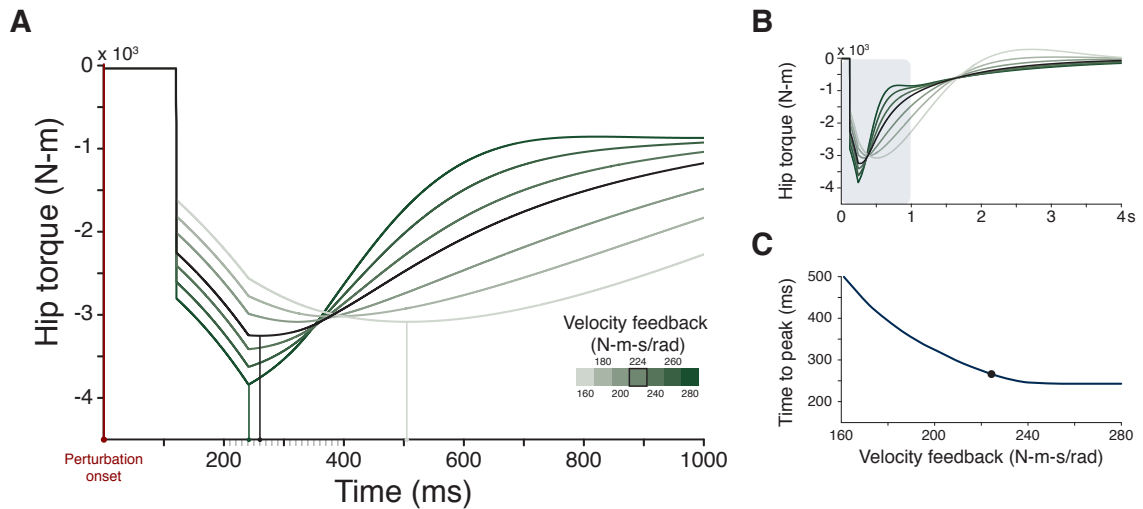 A
x 10³
0
-1
-2
-3
-4
Hip torque (N-m)
200
400
600
800
1000
Time (ms)
Perturbation
onset
Velocity feedback
(N-m-s/rad)
180 224 260
160 200 240 280
B
x 10³
0
-1
-2
-3
-4
Hip torque (N-m)
0 1 2 3 4s
C
500
400
300
200
Time to peak (ms)
160 200 240 280
Velocity feedback (N-m-s/rad)